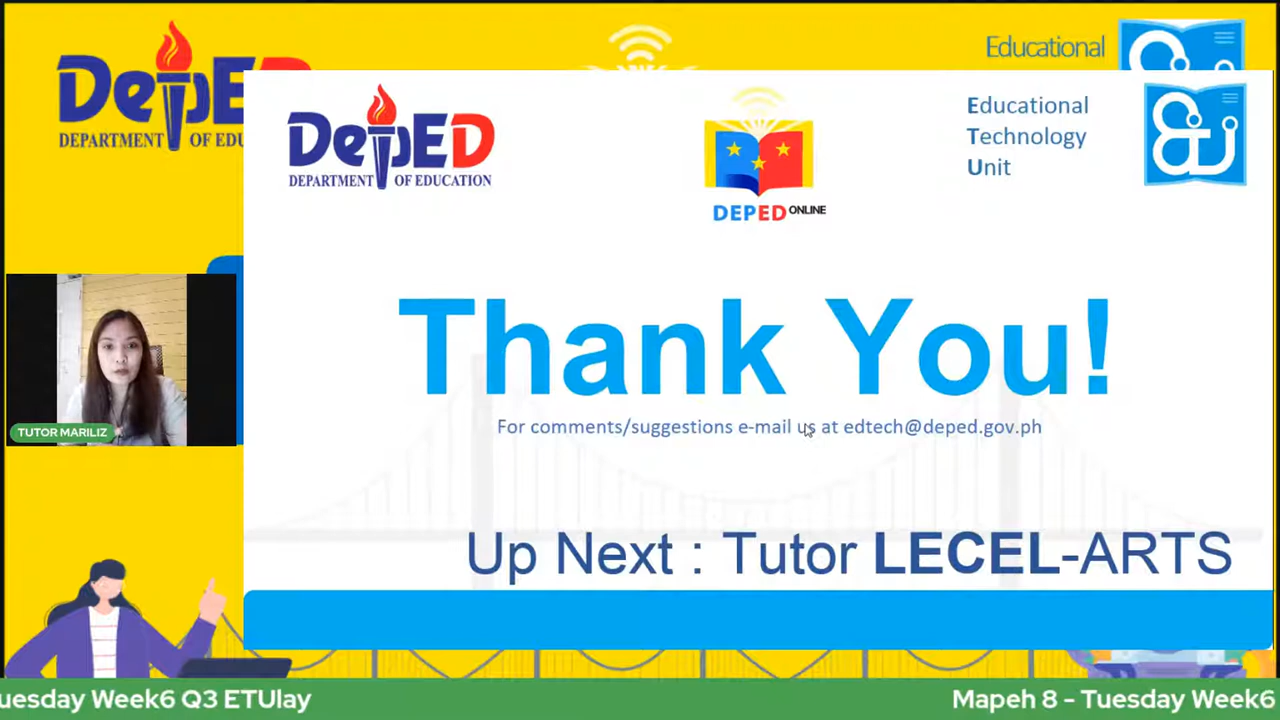 DepED
DEPARTMENT OF EDU
Educational
DepED
DEPARTMENT OF EDUCATION
DEPED ONLINE
Educational
Technology
Unit
Thank You!
For comments/suggestions e-mail us at edtech@deped.gov.ph
TUTOR MARILIZ
Up Next : Tutor LECEL-ARTS
uesday Week6 Q3 ETUlay
Mapeh 8 - Tuesday Week6